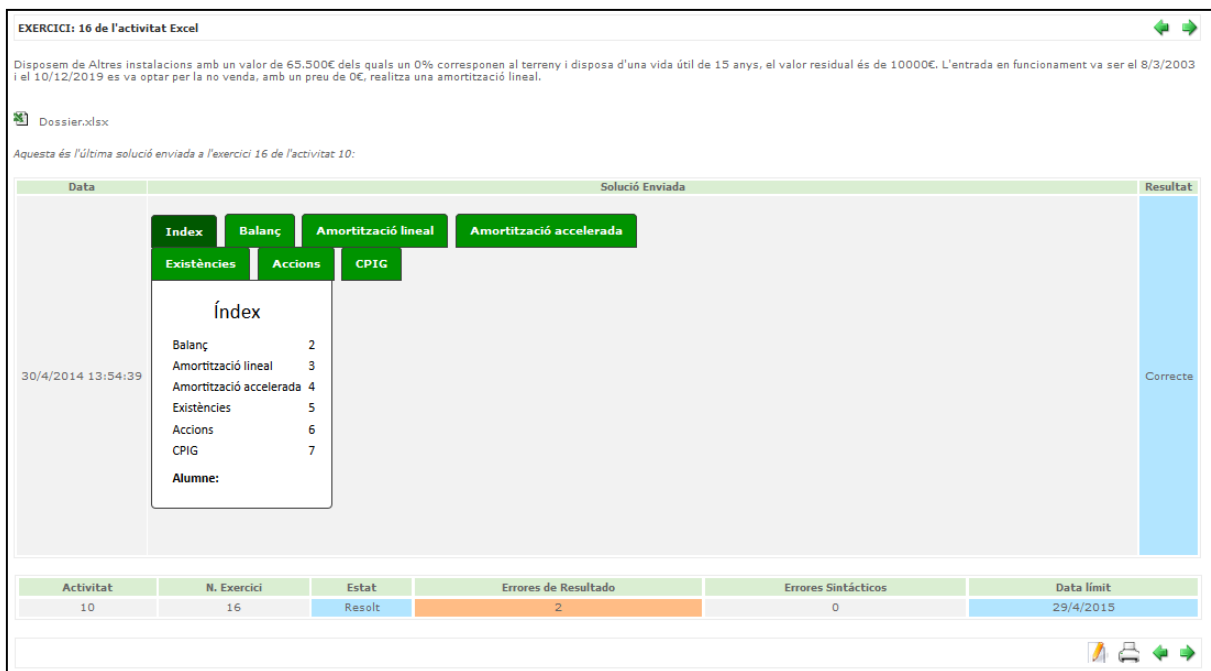 EXERCICI: 16 de l'activitat Excel
Disposem de Altres instalacions amb un valor de 65.500€ dels quals un 0% corresponen al terreny i disposa d'una vida útil de 15 anys, el valor residual és de 10000€. L'entrada en funcionament va ser el 8/3/2003
i el 10/12/2019 es va optar per la no venda, amb un preu de 0€, realitza una amortització lineal.
Dossier.xlsx
Aquesta és l'última solució enviada a l'exercici 16 de l'activitat 10:
Data Solució Enviada Resultat
Index Balanç Amortització lineal Amortització accelerada
Existències Accions CPIG
Índex
Balanç 2
Amortització lineal 3
30/4/2014 13:54:39 Correcte
Amortització accelerada 4
Existències 5
Accions 6
CPIG 7
Alumne:
Activitat N. Exercici Estat Errores de Resultado Errores Sintácticos Data límit
10 16 Resolt 2 0 29/4/2015